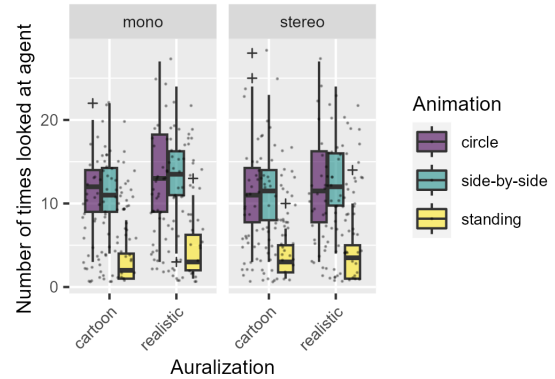 mono
stereo
Number of times looked at agent
20
10
0
cartoon
realistic
cartoon
realistic
Auralization
Animation
circle
side-by-side
standing